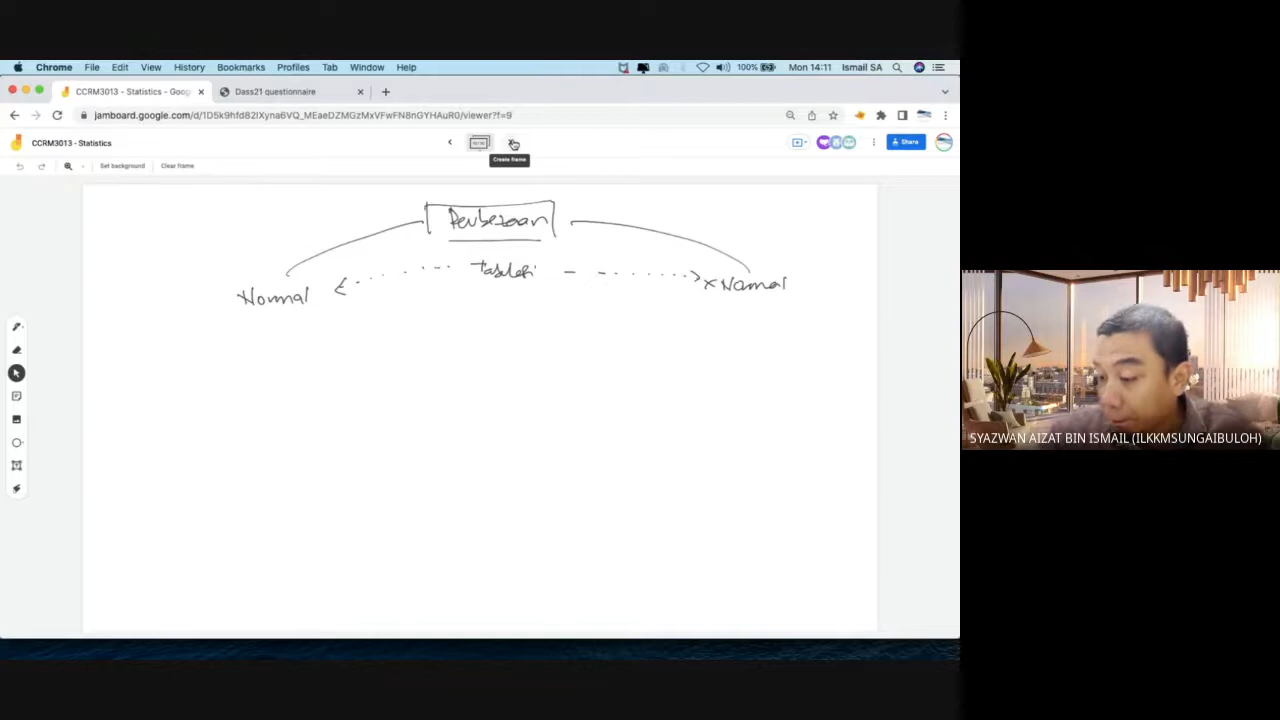 Chrome File Edit View History Bookmarks Profiles Tab Window Help 100% Mon 14:11 Ismail SA
CCRM3013 - Statistics - Goog
Dass21 questionnaire
jamboard.google.com/d/1D5k9hfd82IXyna6VQ_MEaeDZMGzMxVFwFN8nGYHAuR0/viewer?f=9
CCRM3013 - Statistics
Share
Create frame
Set background Clear frame
Perbezaan
Normal
x Normal
SYAZWAN AIZAT BIN ISMAIL (ILKKMSUNGAIBULOH)